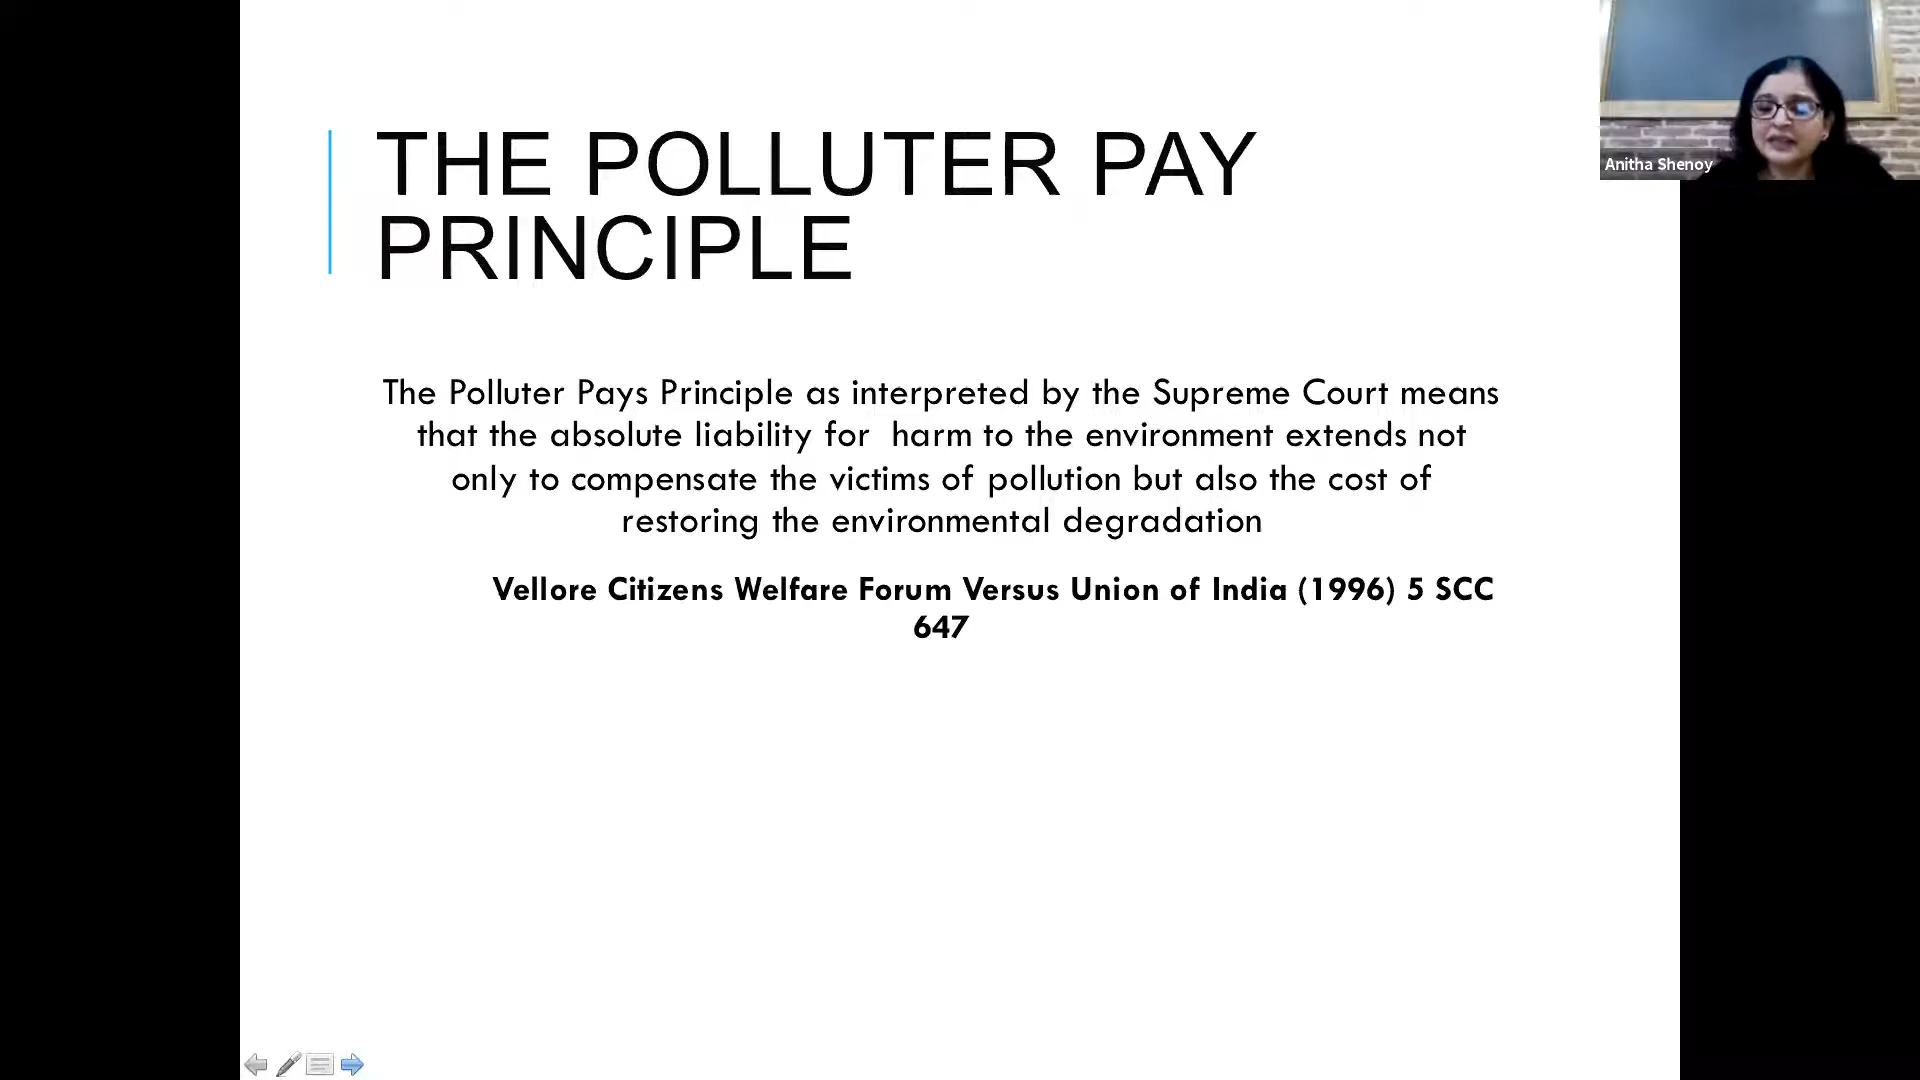 THE POLLUTER PAY
PRINCIPLE
The Polluter Pays Principle as interpreted by the Supreme Court means
that the absolute liability for harm to the environment extends not
only to compensate the victims of pollution but also the cost of
restoring the environmental degradation
Vellore Citizens Welfare Forum Versus Union of India (1996) 5 SCC
647
Anitha Shenoy